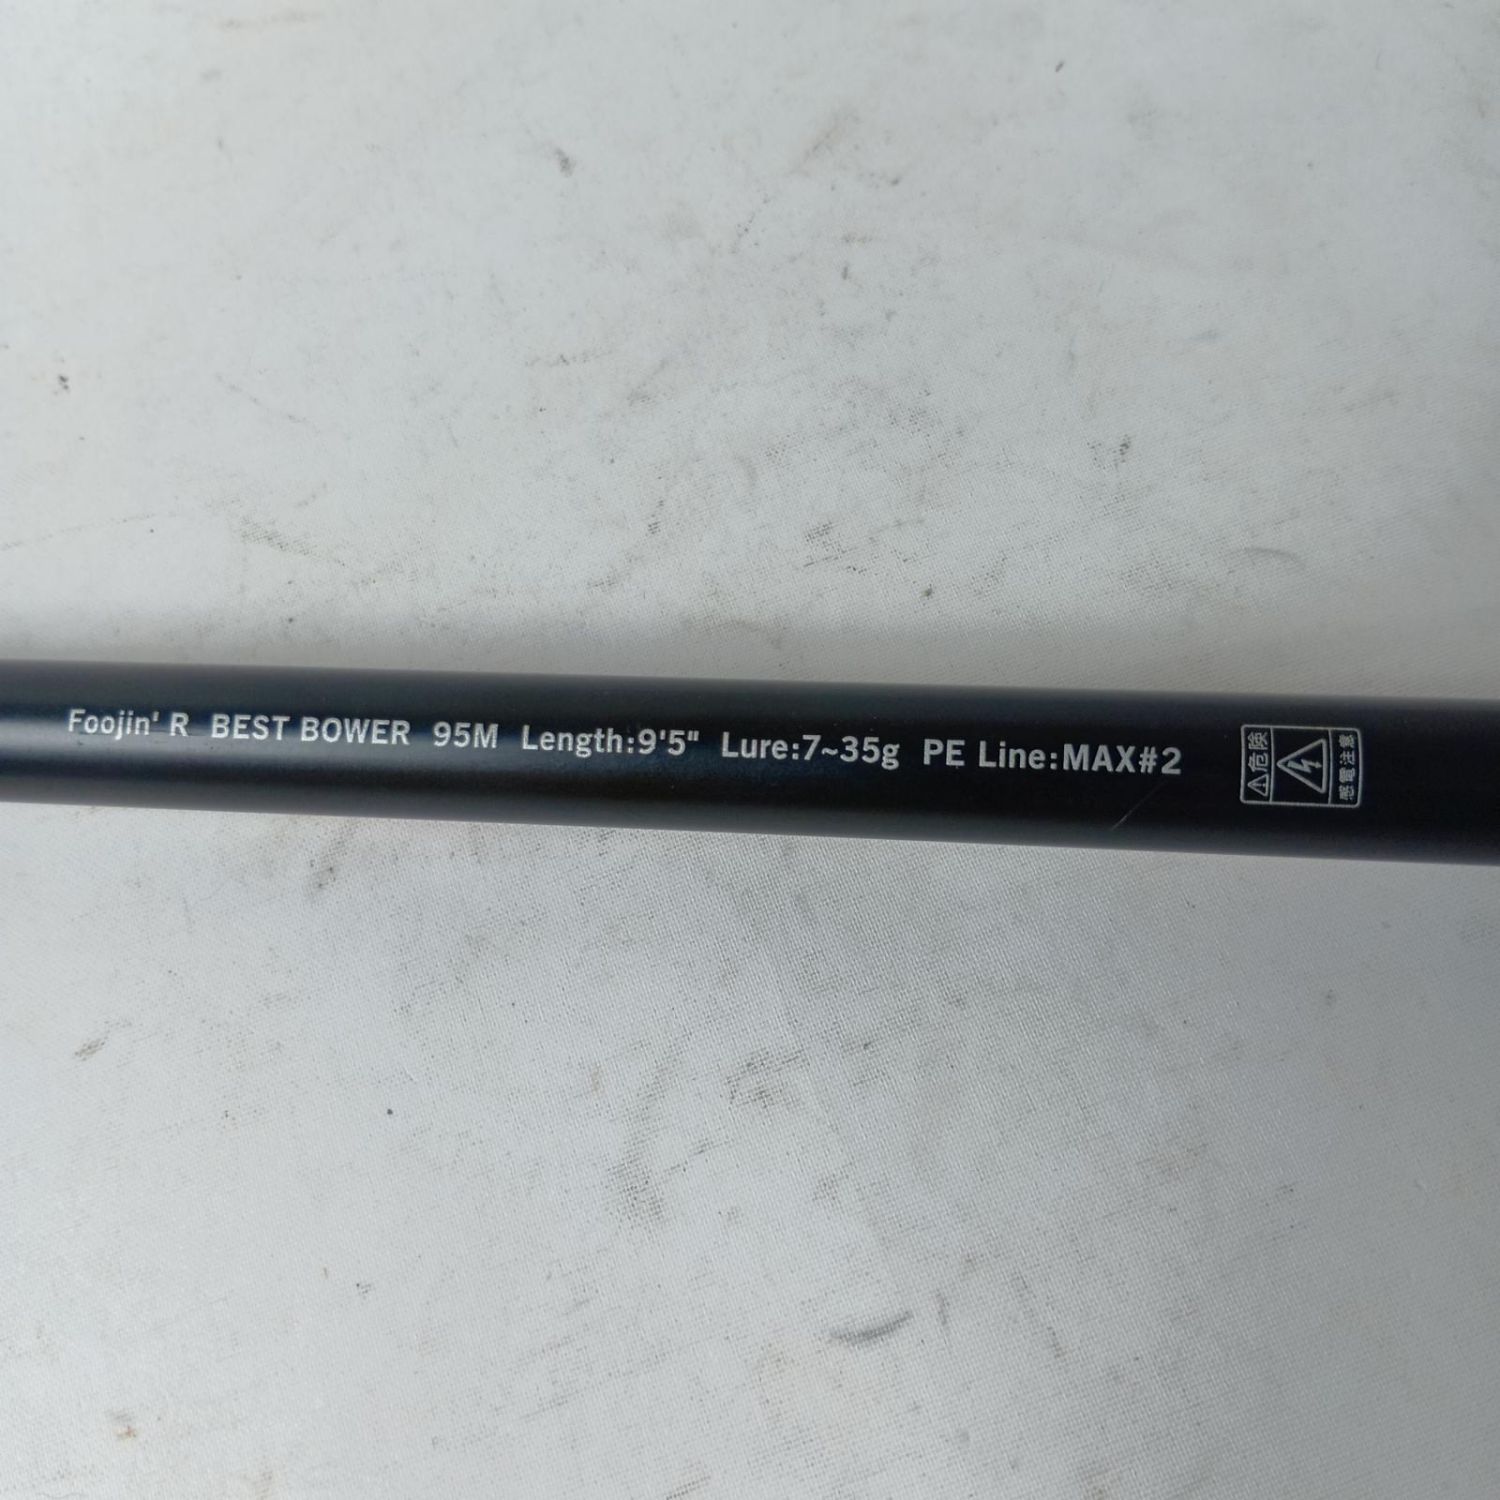 Foojin' R BEST BOWER 95M Length:9'5" Lure:7~35g PE Line:MAX#2
危険
感電注意